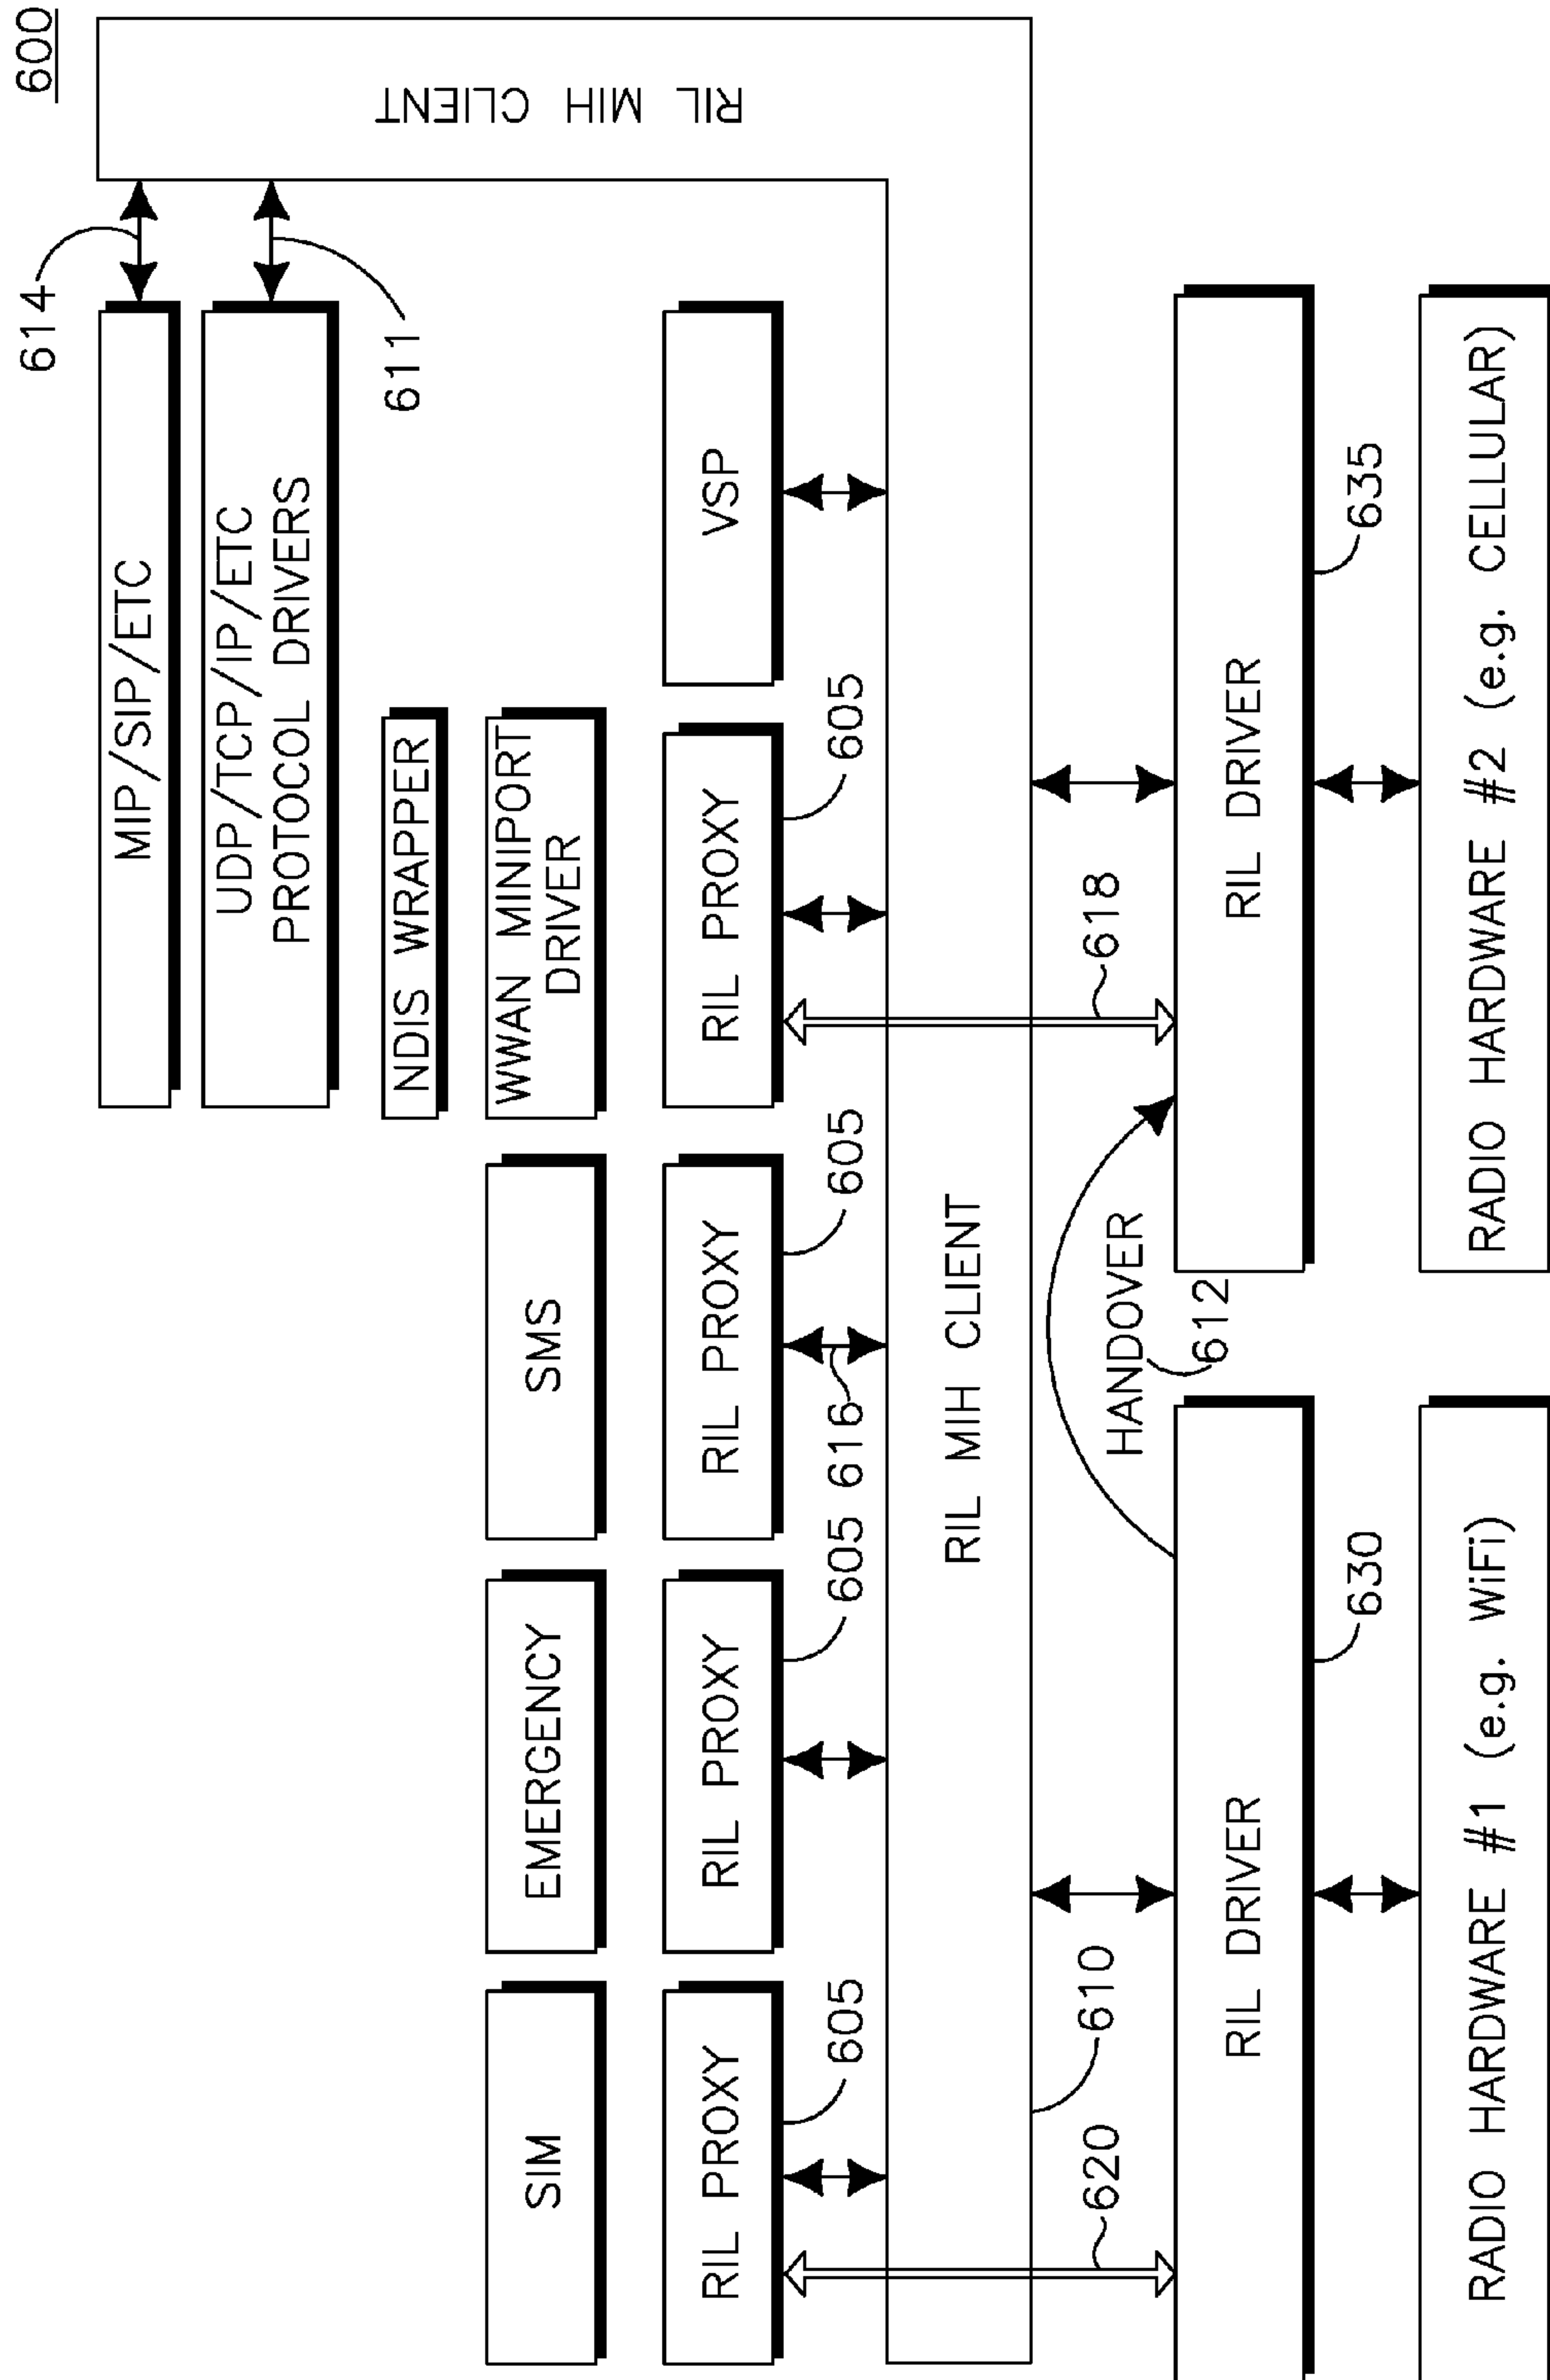 600
614
MIP/SIP/ETC
UDP/TCP/IP/ETC
PROTOCOL DRIVERS
611
RIL MIH CLIENT
NDIS WRAPPER
SIM
EMERGENCY
SMS
WWAN MINIPORT
DRIVER
RIL PROXY
RIL PROXY
RIL PROXY
RIL PROXY
VSP
605
605
616
605
605
RIL MIH CLIENT
620
610
HANDOVER
612
618
RIL DRIVER
RIL DRIVER
630
635
RADIO HARDWARE #1 (e.g. WiFi)
RADIO HARDWARE #2 (e.g. CELLULAR)